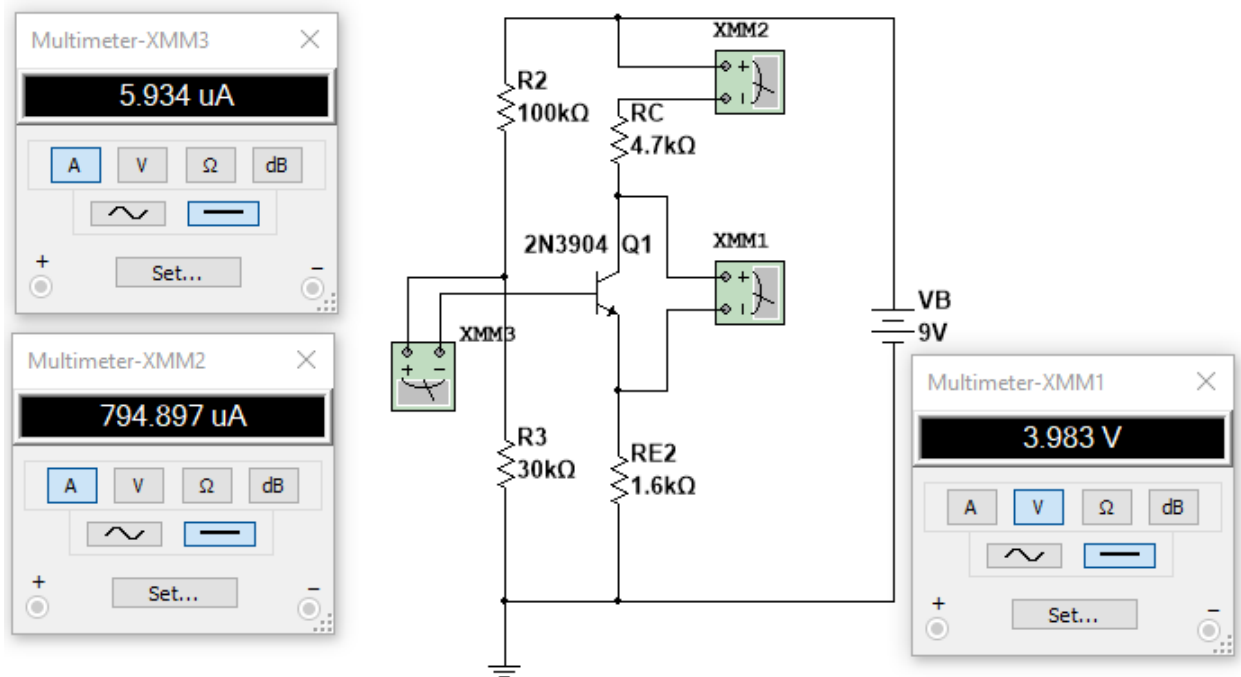 Multimeter-XMM3
5.934 uA
A V Ω dB
+ Set... −
Multimeter-XMM2
794.897 uA
A V Ω dB
+ Set... −
XMM2
+
R2
100kΩ
RC
4.7kΩ
2N3904 Q1
XMM1
+
XMM3
+ −
VB
9V
R3
30kΩ
RE2
1.6kΩ
Multimeter-XMM1
3.983 V
A V Ω dB
+ Set... −